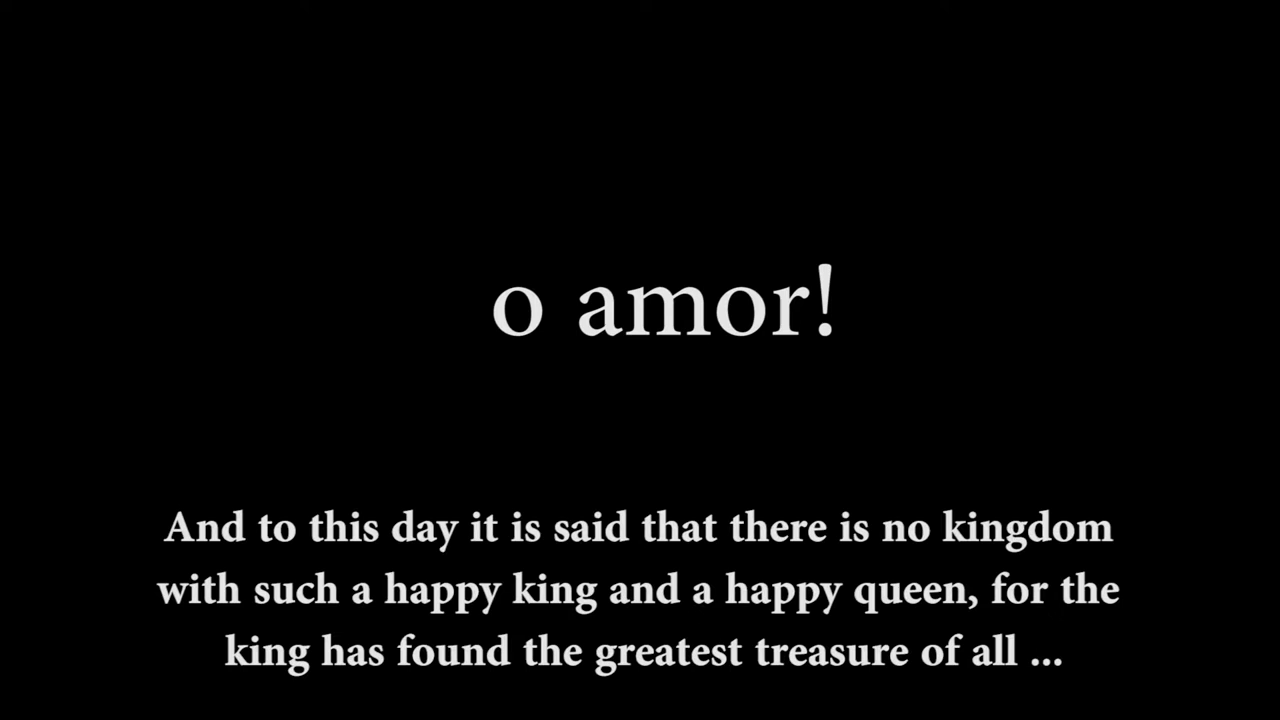 o amor!
And to this day it is said that there is no kingdom
with such a happy king and a happy queen, for the
king has found the greatest treasure of all ...